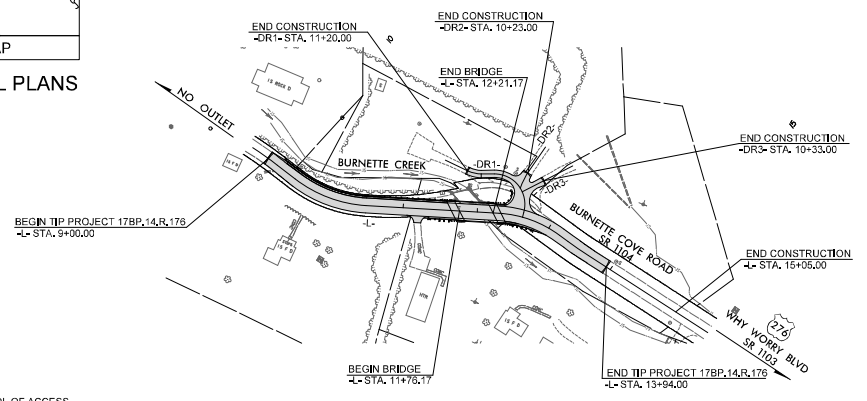 AP
L PLANS
END CONSTRUCTION
-DR1- STA. 11+20.00
END CONSTRUCTION
-DR2- STA. 10+23.00
END BRIDGE
-L- STA. 12+21.17
NO OUTLET
BURNETTE CREEK
-DR1-
-DR2-
-DR3-
END CONSTRUCTION
-DR3- STA. 10+33.00
BEGIN TIP PROJECT 17BP.14.R.176
-L- STA. 9+00.00
-L-
BURNETTE COVE ROAD
SR 1104
END CONSTRUCTION
-L- STA. 15+05.00
WHY WORRY BLVD
SR 1103
276
BEGIN BRIDGE
-L- STA. 11+76.17
END TIP PROJECT 17BP.14.R.176
-L- STA. 13+94.00
OL OF ACCESS